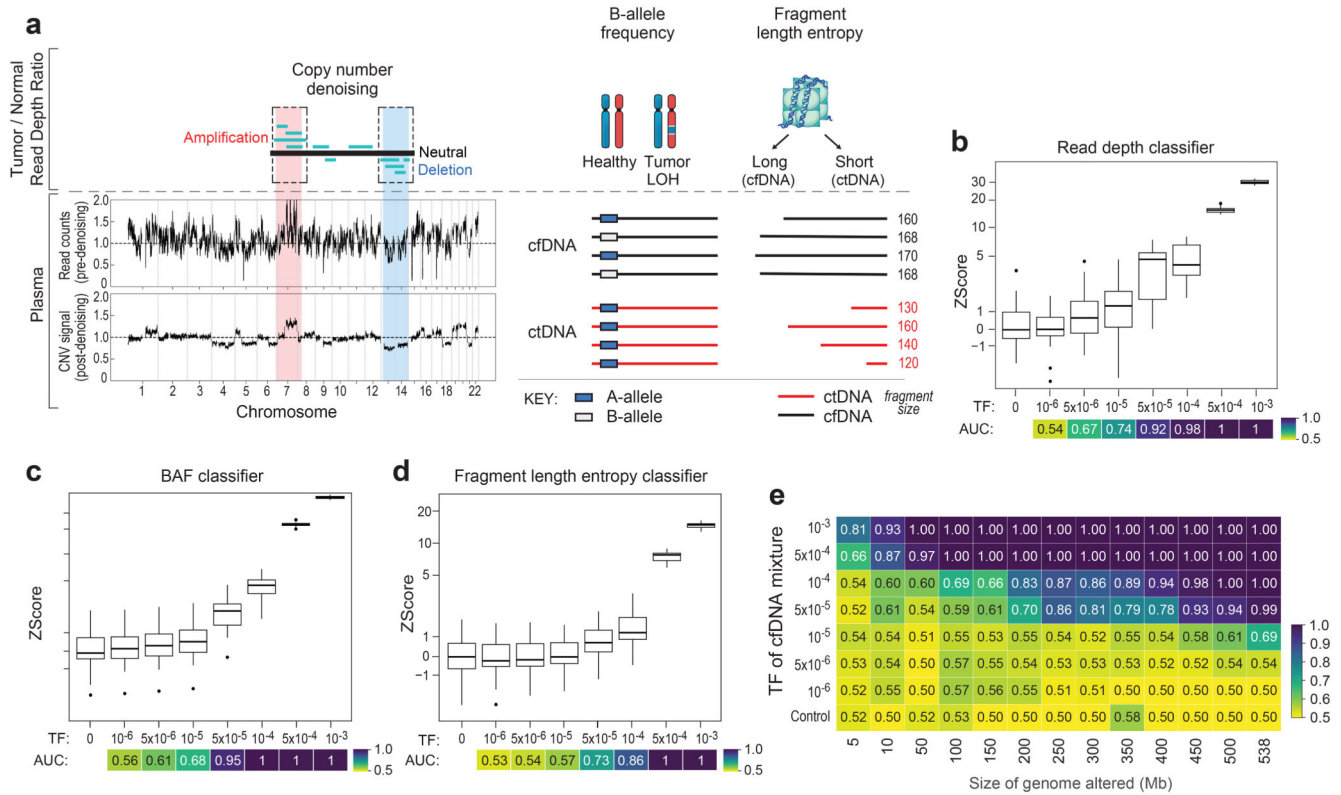 a
Tumor / Normal
Read Depth Ratio
Copy number
denoising
Amplification
Neutral
Deletion
B-allele
frequency
Healthy
Tumor
LOH
Fragment
length entropy
Long
(cfDNA)
Short
(ctDNA)
Plasma
Read counts
(pre-denoising)
2.0
1.5
1.0
0.5
0
CNV signal
(post-denoising)
2.0
1.5
1.0
0.5
0
1 2 3 4 5 6 7 8 9 10 12 14 16 18 22
Chromosome
cfDNA
160
168
170
168
ctDNA
130
160
140
120
KEY:
A-allele
B-allele
ctDNA
cfDNA
fragment
size
b
Read depth classifier
ZScore
30
20
5
1
0
−1
TF: 0 10-6 5x10-6 10-5 5x10-5 10-4 5x10-4 10-3
AUC: 0.54 0.67 0.74 0.92 0.98 1 1
1.0
0.5
c
BAF classifier
ZScore
TF: 0 10-6 5x10-6 10-5 5x10-5 10-4 5x10-4 10-3
AUC: 0.56 0.61 0.68 0.95 1 1 1
1.0
0.5
d
Fragment length entropy classifier
ZScore
20
10
5
1
0
−1
TF: 0 10-6 5x10-6 10-5 5x10-5 10-4 5x10-4 10-3
AUC: 0.53 0.54 0.57 0.73 0.86 1 1
1.0
0.5
e
TF of cfDNA mixture
10-3 0.81 0.93 1.00 1.00 1.00 1.00 1.00 1.00 1.00 1.00 1.00 1.00 1.00
5x10-4 0.66 0.87 0.97 1.00 1.00 1.00 1.00 1.00 1.00 1.00 1.00 1.00 1.00
10-4 0.54 0.60 0.60 0.69 0.66 0.83 0.87 0.86 0.89 0.94 0.98 1.00 1.00
5x10-5 0.52 0.61 0.54 0.59 0.61 0.70 0.86 0.81 0.79 0.78 0.93 0.94 0.99
10-5 0.54 0.54 0.51 0.55 0.53 0.55 0.54 0.52 0.55 0.54 0.58 0.61 0.69
5x10-6 0.53 0.54 0.50 0.57 0.55 0.54 0.53 0.53 0.53 0.52 0.52 0.54 0.54
10-6 0.52 0.55 0.50 0.57 0.56 0.55 0.51 0.51 0.50 0.50 0.50 0.50 0.50
Control 0.52 0.50 0.52 0.53 0.50 0.50 0.50 0.50 0.58 0.50 0.50 0.50 0.50
5 10 50 100 150 200 250 300 350 400 450 500 538
Size of genome altered (Mb)
1.0
0.9
0.8
0.7
0.6
0.5